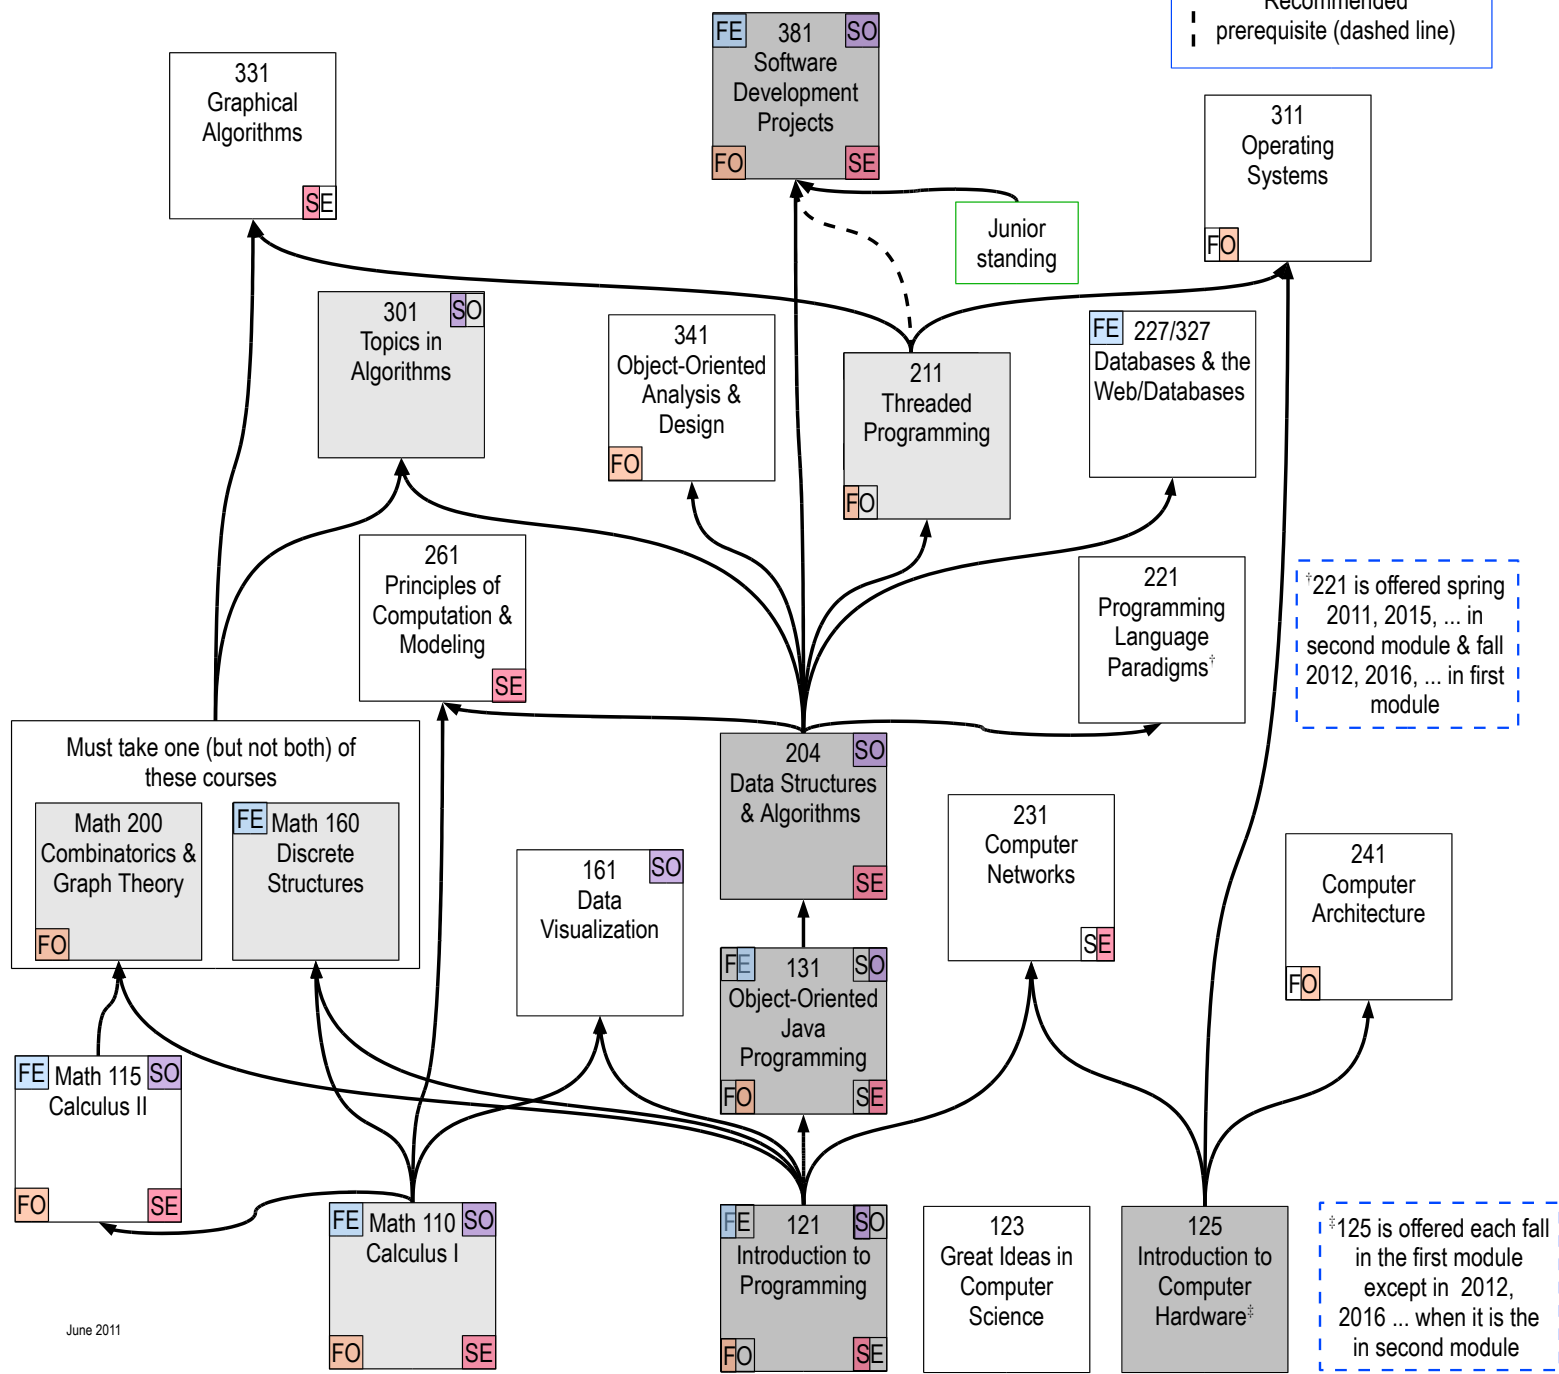 Recommended
prerequisite (dashed line)
FE 381 SO
Software
Development
Projects
FO SE
331
Graphical
Algorithms
SE
311
Operating
Systems
FO
Junior
standing
301 SO
Topics in
Algorithms
341
Object-Oriented
Analysis &
Design
FO
211
Threaded
Programming
FO
FE 227/327
Databases & the
Web/Databases
261
Principles of
Computation &
Modeling
SE
221
Programming
Language
Paradigms†
†221 is offered spring
2011, 2015, ... in
second module & fall
2012, 2016, ... in first
module
Must take one (but not both) of
these courses
Math 200
Combinatorics &
Graph Theory
FO
FE Math 160
Discrete
Structures
204 SO
Data Structures
& Algorithms
SE
161 SO
Data
Visualization
231
Computer
Networks
SE
241
Computer
Architecture
FO
FE 131 SO
Object-Oriented
Java
Programming
FO SE
FE Math 115 SO
Calculus II
FO SE
FE Math 110 SO
Calculus I
FO SE
FE 121 SO
Introduction to
Programming
FO SE
123
Great Ideas in
Computer
Science
125
Introduction to
Computer
Hardware‡
‡125 is offered each fall
in the first module
except in 2012,
2016 ... when it is the
in second module
June 2011